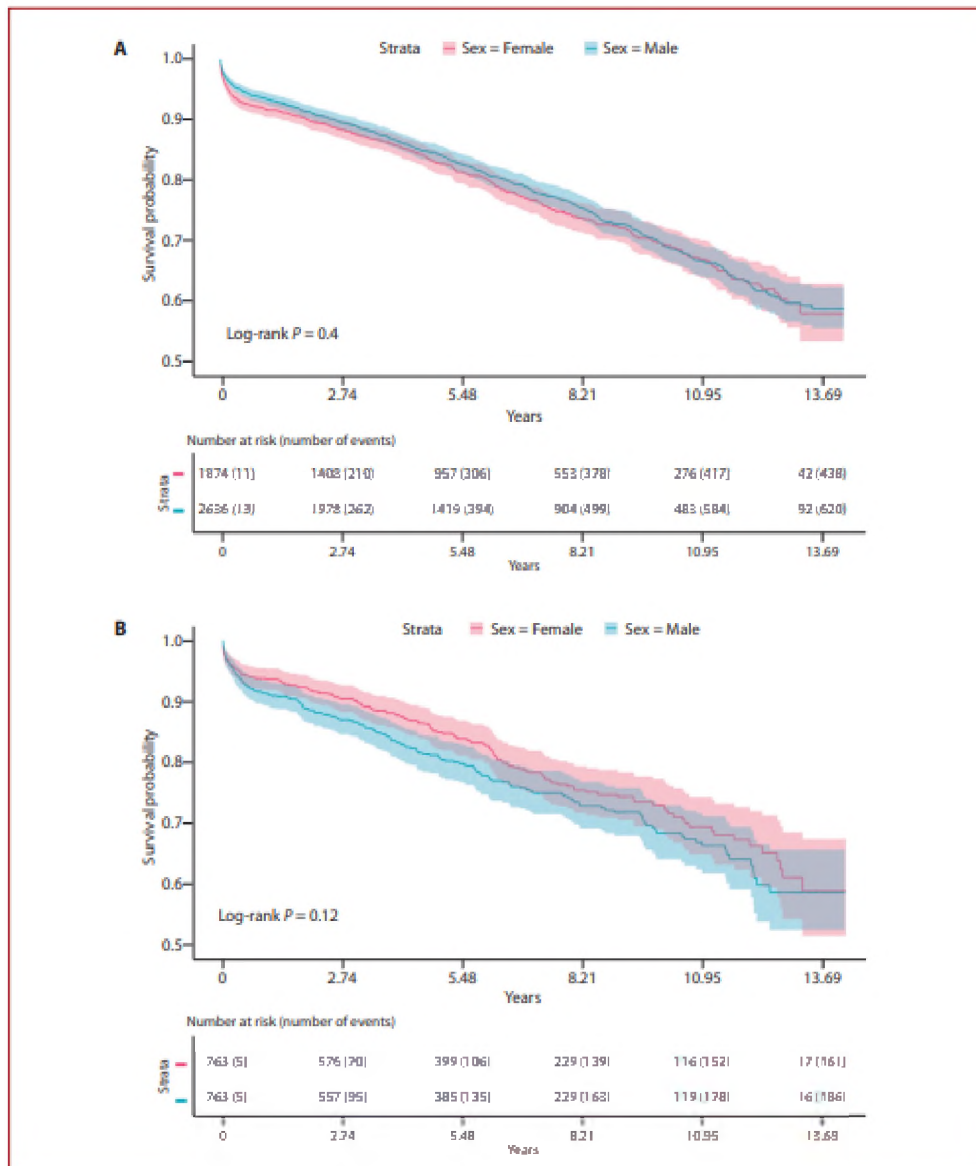 A
Strata Sex = Female Sex = Male
1.0
0.9
0.8
0.7
0.6
0.5
Survival probability
Log-rank P = 0.4
0 2.74 5.48 8.21 10.95 13.69
Years
Number at risk (number of events)
Strata
1874 (11) 1408 (210) 957 (306) 553 (378) 276 (417) 42 (438)
2636 (13) 1978 (262) 1419 (394) 904 (499) 483 (584) 92 (620)
0 2.74 5.48 8.21 10.95 13.69
Years
B
Strata Sex = Female Sex = Male
1.0
0.9
0.8
0.7
0.6
0.5
Survival probability
Log-rank P = 0.12
0 2.74 5.48 8.21 10.95 13.69
Years
Number at risk (number of events)
Strata
763 (5) 576 (70) 399 (106) 229 (139) 116 (152) 17 (161)
763 (5) 557 (95) 385 (135) 229 (163) 119 (178) 16 (186)
0 2.74 5.48 8.21 10.95 13.69
Years